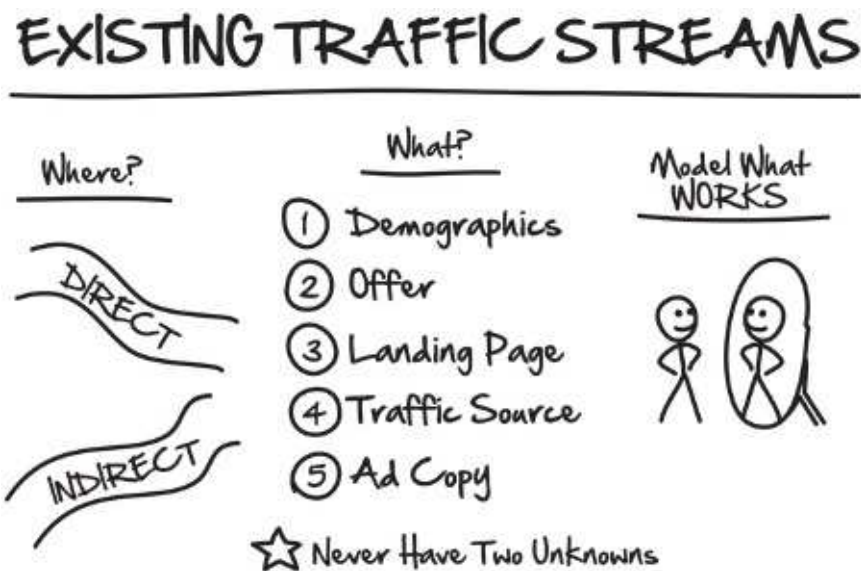 EXISTING TRAFFIC STREAMS
Where?
DIRECT
INDIRECT
What?
1 Demographics
2 Offer
3 Landing Page
4 Traffic Source
5 Ad Copy
Never Have Two Unknowns
Model What
WORKS